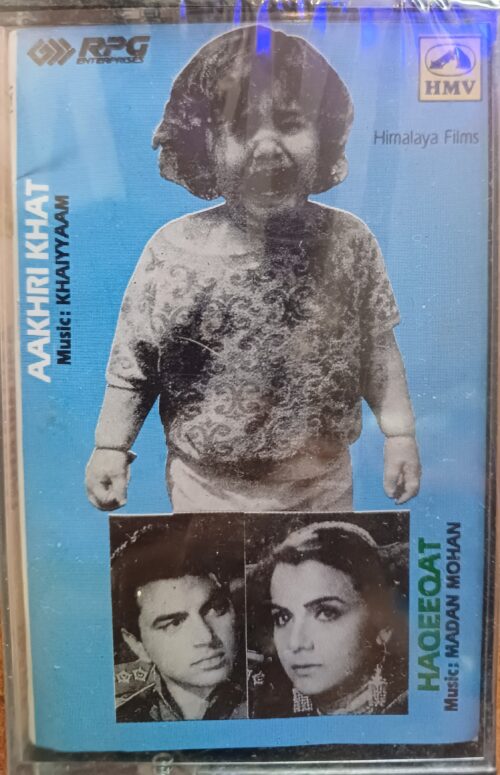 RPG
ENTERPRISES
HMV
Himalaya Films
AAKHRI KHAT
Music: KHAIYYAAM
HAQEEQAT
Music: MADAN MOHAN